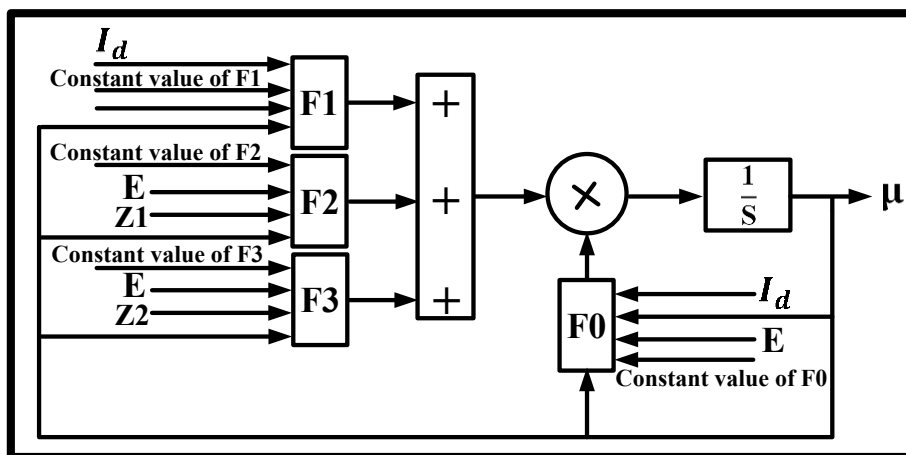 I_d
Constant value of F1
F1
+
Constant value of F2
E
Z1
F2
+
×
1
S
μ
Constant value of F3
E
Z2
F3
+
F0
I_d
E
Constant value of F0